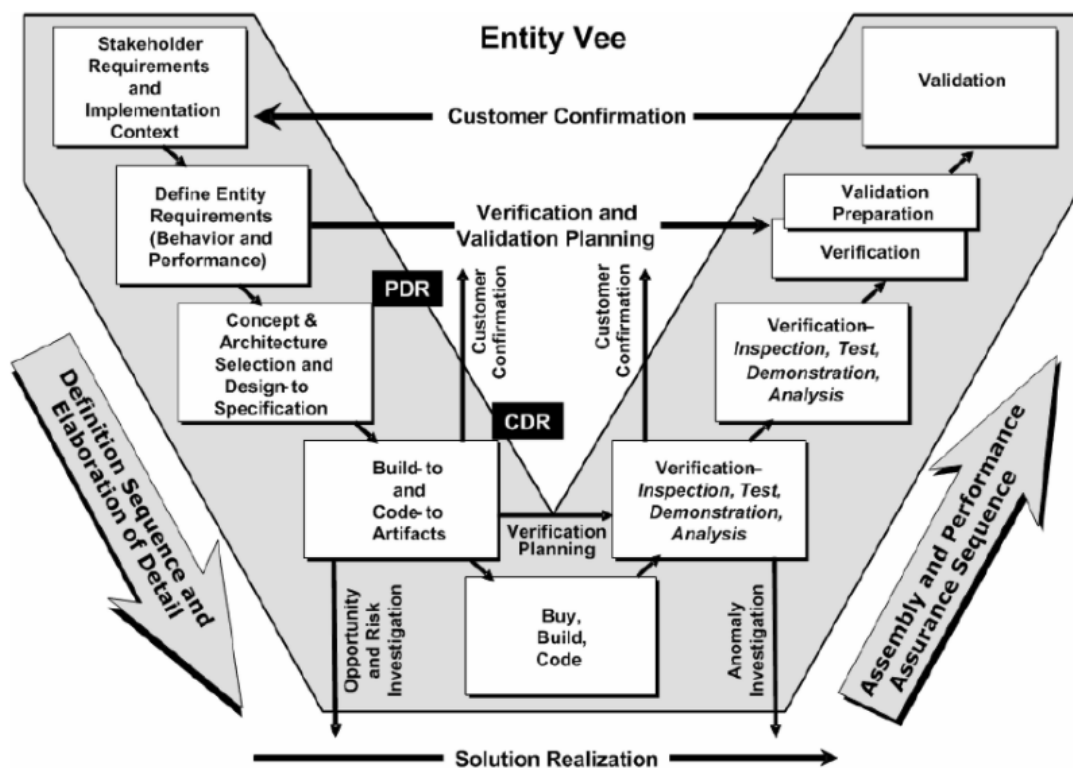 Entity Vee
Stakeholder
Requirements
and
Implementation
Context
Validation
Customer Confirmation
Define Entity
Requirements
(Behavior and
Performance)
Verification and
Validation Planning
Validation
Preparation
Verification
PDR
Customer
Confirmation
Customer
Confirmation
Concept &
Architecture
Selection and
Design-to
Specification
Verification–
Inspection, Test,
Demonstration,
Analysis
CDR
Definition Sequence and
Elaboration of Detail
Assembly and Performance
Assurance Sequence
Build-to
and
Code-to
Artifacts
Verification
Planning
Verification–
Inspection, Test,
Demonstration,
Analysis
Opportunity
and Risk
Investigation
Buy,
Build,
Code
Anomaly
Investigation
Solution Realization